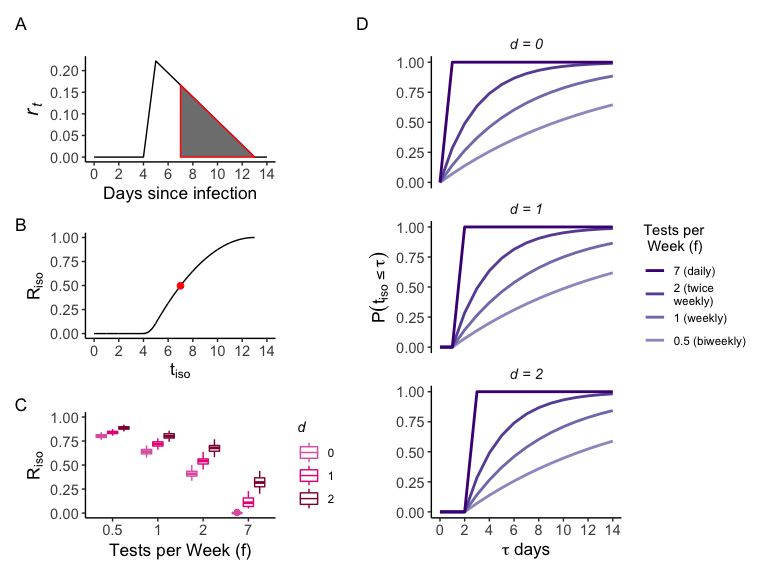 A
0.20
0.15
0.10
0.05
0.00
r_t
0 2 4 6 8 10 12 14
Days since infection
B
1.00
0.75
0.50
0.25
0.00
R_iso
0 2 4 6 8 10 12 14
t_iso
C
1.00
0.75
0.50
0.25
0.00
R_iso
0.5 1 2 7
Tests per Week (f)
d
0
1
2
D
d = 0
1.00
0.75
0.50
0.25
0.00
d = 1
1.00
0.75
0.50
0.25
0.00
P(t_iso ≤ τ)
d = 2
1.00
0.75
0.50
0.25
0.00
0 2 4 6 8 10 12 14
τ days
Tests per
Week (f)
7 (daily)
2 (twice
weekly)
1 (weekly)
0.5 (biweekly)